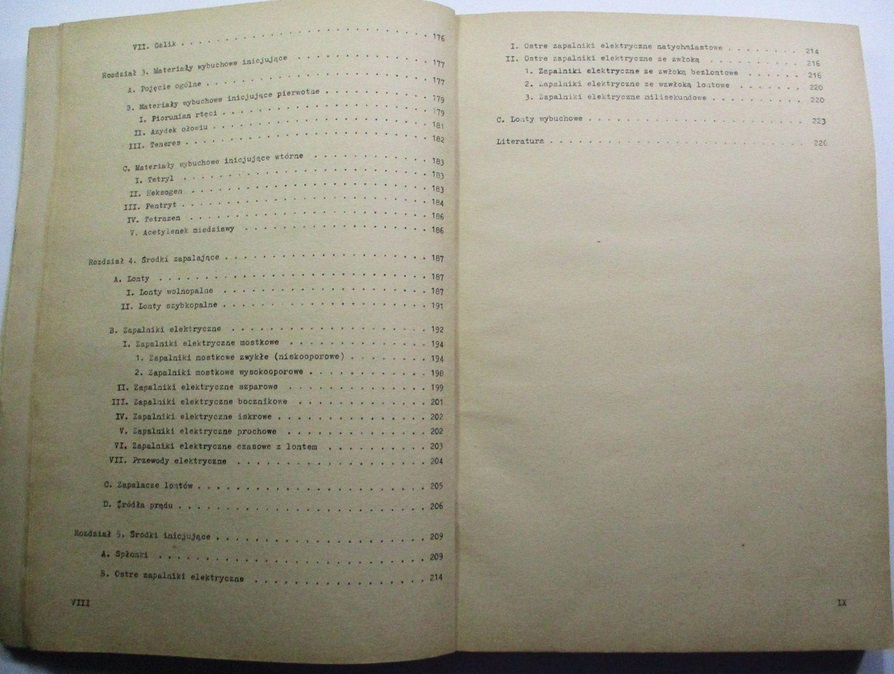 VII. Oclik . . . . . . . . . . . . . . . . . . . . . . . . . 176
Rozdział 3. Materiały wybuchowe inicjujące . . . . . . . . . . 177
A. Pojęcie ogólne . . . . . . . . . . . . . . . . . . . . . 177
B. Materiały wybuchowe inicjujące pierwotne . . . . . . . . . 179
I. Piorunian rtęci . . . . . . . . . . . . . . . . . . . 179
II. Azydek ołowiu . . . . . . . . . . . . . . . . . . . . 181
III. Teneres . . . . . . . . . . . . . . . . . . . . . . . 182
C. Materiały wybuchowe inicjujące wtórne . . . . . . . . . . 183
I. Tetryl . . . . . . . . . . . . . . . . . . . . . . . . 183
II. Heksogen . . . . . . . . . . . . . . . . . . . . . . . 183
III. Pentryt . . . . . . . . . . . . . . . . . . . . . . . 184
IV. Tetrazen . . . . . . . . . . . . . . . . . . . . . . . 186
V. Acetylenek miedziawy . . . . . . . . . . . . . . . . . 186
Rozdział 4. Środki zapalające . . . . . . . . . . . . . . . . 187
A. Lonty . . . . . . . . . . . . . . . . . . . . . . . . . 187
I. Lonty wolnopalne . . . . . . . . . . . . . . . . . . . 187
II. Lonty szybkopalne . . . . . . . . . . . . . . . . . . 191
B. Zapalniki elektryczne . . . . . . . . . . . . . . . . . 192
I. Zapalniki elektryczne mostkowe . . . . . . . . . . . . 194
1. Zapalniki mostkowe zwykłe (niskooporowe) . . . . . . 194
2. Zapalniki mostkowe wysokooporowe . . . . . . . . . . 198
II. Zapalniki elektryczne szparowe . . . . . . . . . . . . 199
III. Zapalniki elektryczne bocznikowe . . . . . . . . . . . 201
IV. Zapalniki elektryczne iskrowe . . . . . . . . . . . . 202
V. Zapalniki elektryczne prochowe . . . . . . . . . . . . 202
VI. Zapalniki elektryczne czasowe z lontem . . . . . . . . 203
VII. Przewody elektryczne . . . . . . . . . . . . . . . . . 204
C. Zapalacze lontów . . . . . . . . . . . . . . . . . . . . 205
D. Źródła prądu . . . . . . . . . . . . . . . . . . . . . . 206
Rozdział 5. Środki inicjujące . . . . . . . . . . . . . . . . 209
A. Spłonki . . . . . . . . . . . . . . . . . . . . . . . . 209
B. Ostre zapalniki elektryczne . . . . . . . . . . . . . . 214
VIII
I. Ostre zapalniki elektryczne natychmiastowe . . . . . . . 214
II. Ostre zapalniki elektryczne ze zwłoką . . . . . . . . . 216
1. Zapalniki elektryczne ze zwłoką bezlontowe . . . . . . 216
2. Zapalniki elektryczne ze wzwłoką lontowe . . . . . . . 220
3. Zapalniki elektryczne milisekundowe . . . . . . . . . 220
C. Lonty wybuchowe . . . . . . . . . . . . . . . . . . . . 223
Literatura . . . . . . . . . . . . . . . . . . . . . . . . 226
IX